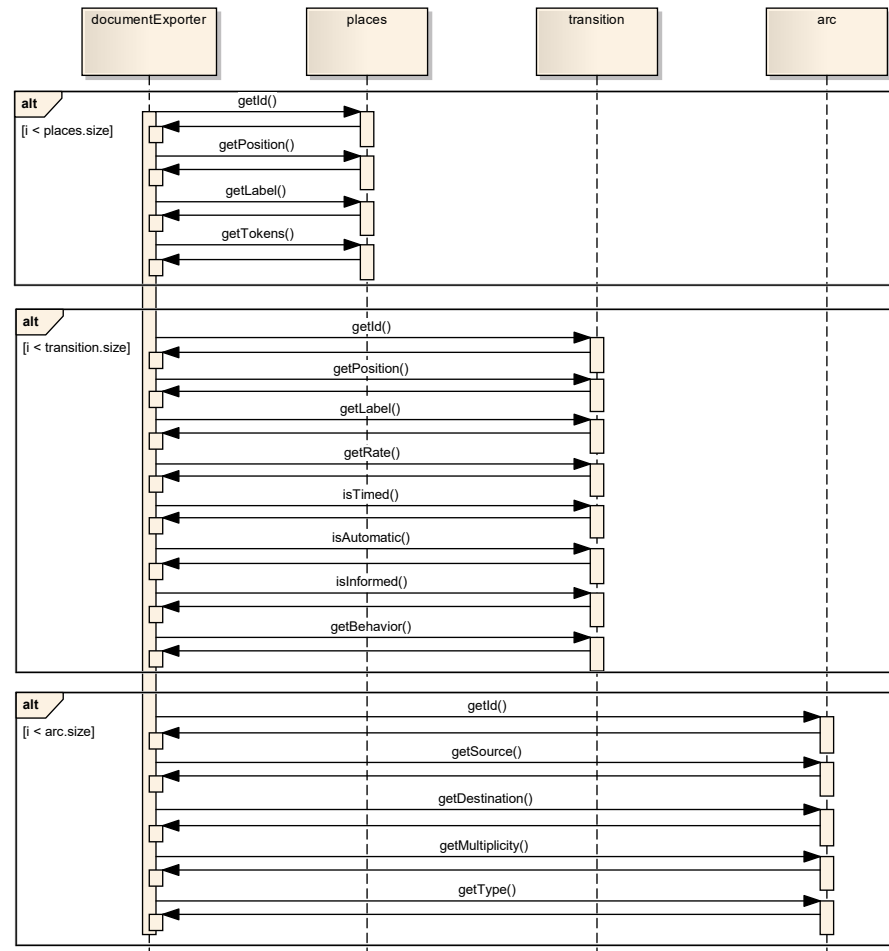 documentExporter
places
transition
arc
alt
[i < places.size]
getId()
getPosition()
getLabel()
getTokens()
alt
[i < transition.size]
getId()
getPosition()
getLabel()
getRate()
isTimed()
isAutomatic()
isInformed()
getBehavior()
alt
[i < arc.size]
getId()
getSource()
getDestination()
getMultiplicity()
getType()